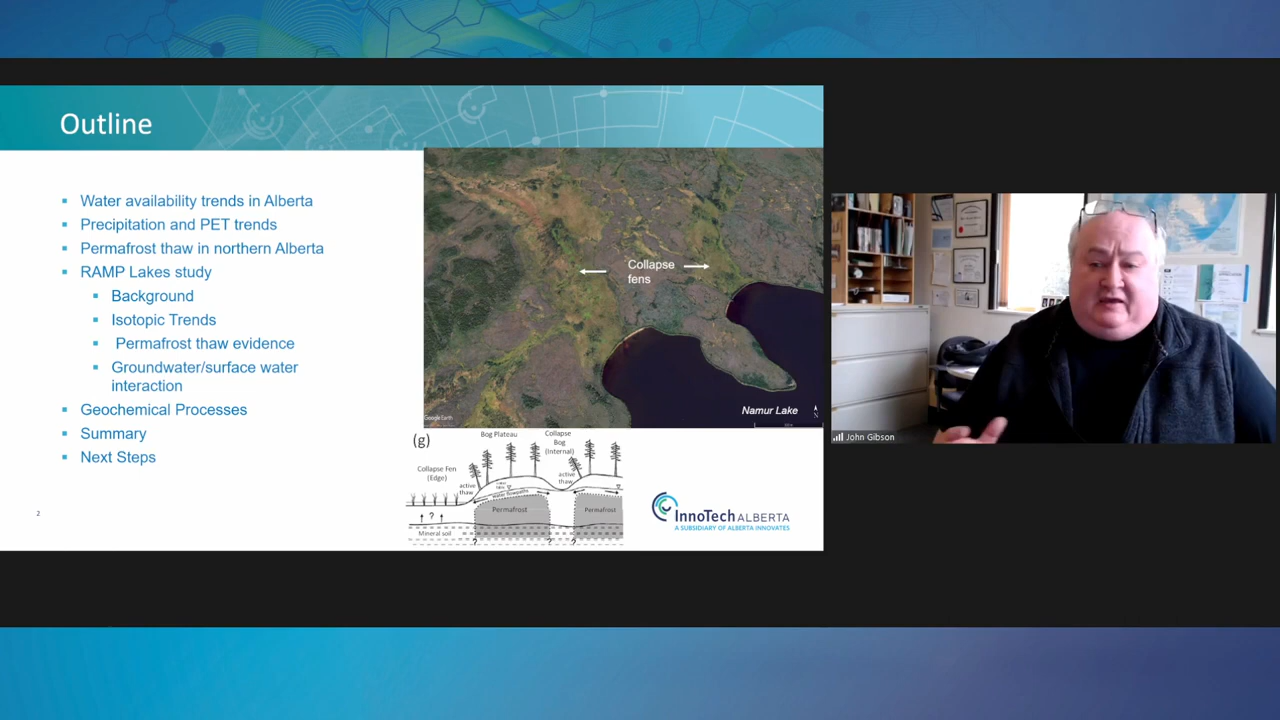 Outline
Water availability trends in Alberta
Precipitation and PET trends
Permafrost thaw in northern Alberta
RAMP Lakes study
Background
Isotopic Trends
Permafrost thaw evidence
Groundwater/surface water
interaction
Geochemical Processes
Summary
Next Steps
2
Collapse
fens
Namur Lake
N
Google Earth
(g)
Bog Plateau
Collapse
Bog
(Internal)
Collapse Fen
(Edge)
active
thaw
active
thaw
water flowpaths
Permafrost
Permafrost
?
Mineral soil
? ? ?
InnoTech ALBERTA
A SUBSIDIARY OF ALBERTA INNOVATES
John Gibson